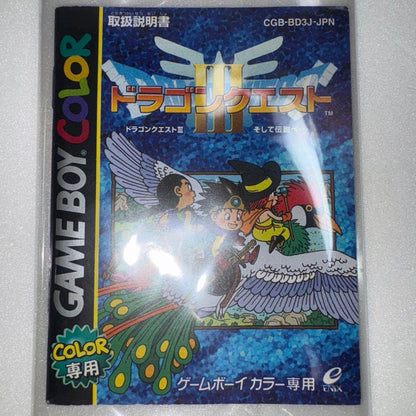 取扱説明書
CGB-BD3J-JPN
GAME BOY COLOR
III
ドラゴンクエスト
TM
ドラゴンクエストIII そして伝説へ
COLOR
専用
ゲームボーイ カラー専用
ENIX